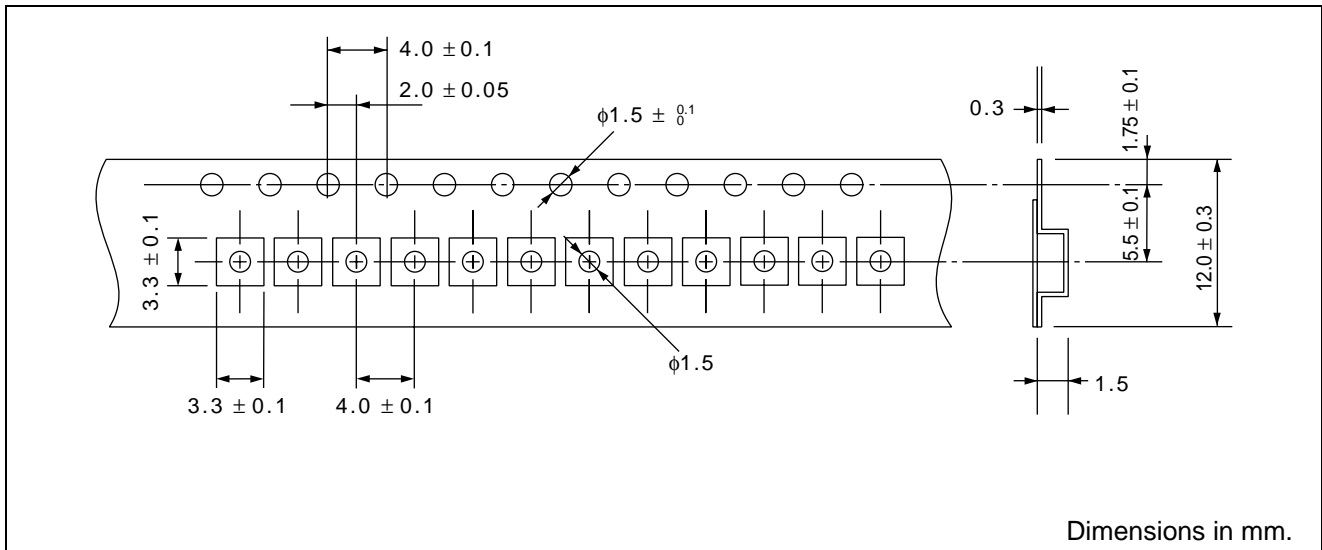 4.0 ± 0.1
2.0 ± 0.05
ϕ1.5 ± 0.1 0
0.3
1.75 ± 0.1
3.3 ± 0.1
5.5 ± 0.1
12.0 ± 0.3
ϕ1.5
1.5
3.3 ± 0.1
4.0 ± 0.1
Dimensions in mm.